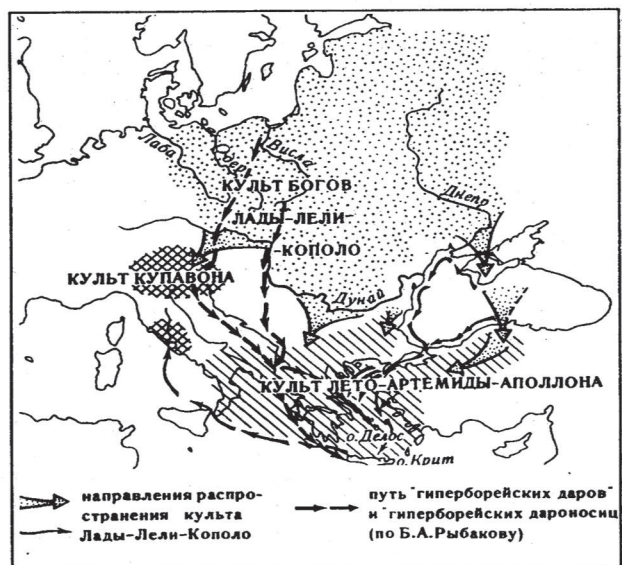 Лаба
Одер
Висла
Днепр
КУЛЬТ БОГОВ
ЛАДЫ-ЛЕЛИ-
-КОПОЛО
КУЛЬТ КУПАВОНА
Дунай
КУЛЬТ ЛЕТО-АРТЕМИДЫ-АПОЛЛОНА
о. Делос
о. Крит
направления распро-
странения культа
Лады-Лели-Кополо
путь "гиперборейских даров"
и "гиперборейских дароносиц
(по Б.А.Рыбакову)